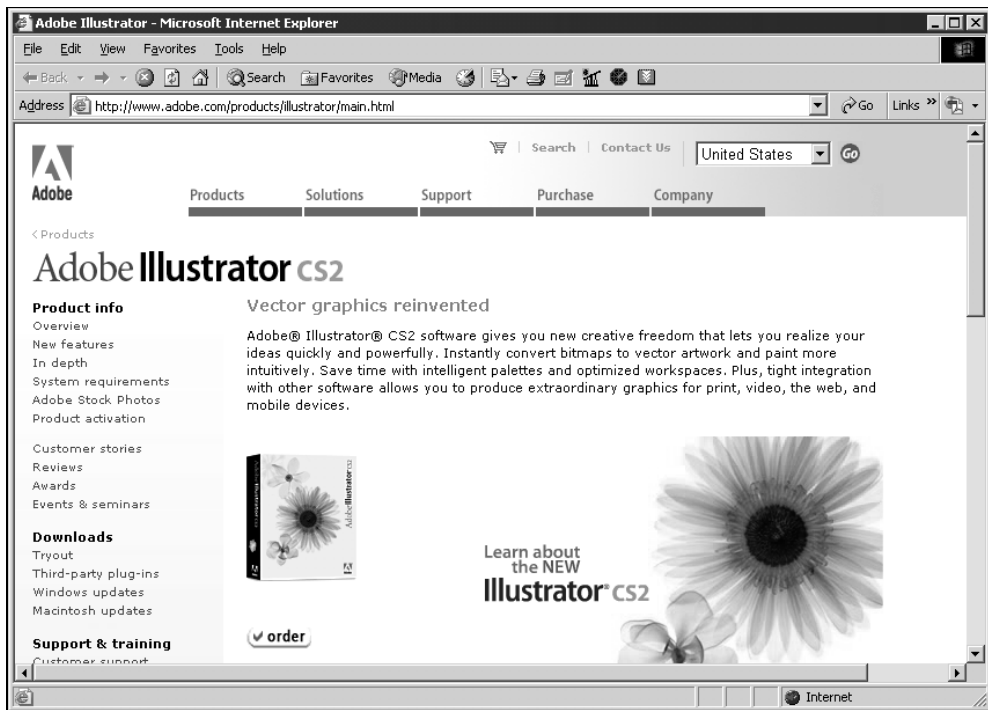 Adobe Illustrator - Microsoft Internet Explorer
File Edit View Favorites Tools Help
Back Search Favorites Media
Address http://www.adobe.com/products/illustrator/main.html Go Links »
Adobe
Search | Contact Us United States Go
Products Solutions Support Purchase Company
< Products
Adobe Illustrator CS2
Product info
Overview
New features
In depth
System requirements
Adobe Stock Photos
Product activation
Customer stories
Reviews
Awards
Events & seminars
Downloads
Tryout
Third-party plug-ins
Windows updates
Macintosh updates
Support & training
Customer support
Vector graphics reinvented
Adobe® Illustrator® CS2 software gives you new creative freedom that lets you realize your
ideas quickly and powerfully. Instantly convert bitmaps to vector artwork and paint more
intuitively. Save time with intelligent palettes and optimized workspaces. Plus, tight integration
with other software allows you to produce extraordinary graphics for print, video, the web, and
mobile devices.
Adobe Illustrator cs2
Learn about
the NEW
Illustrator® CS2
order
Internet